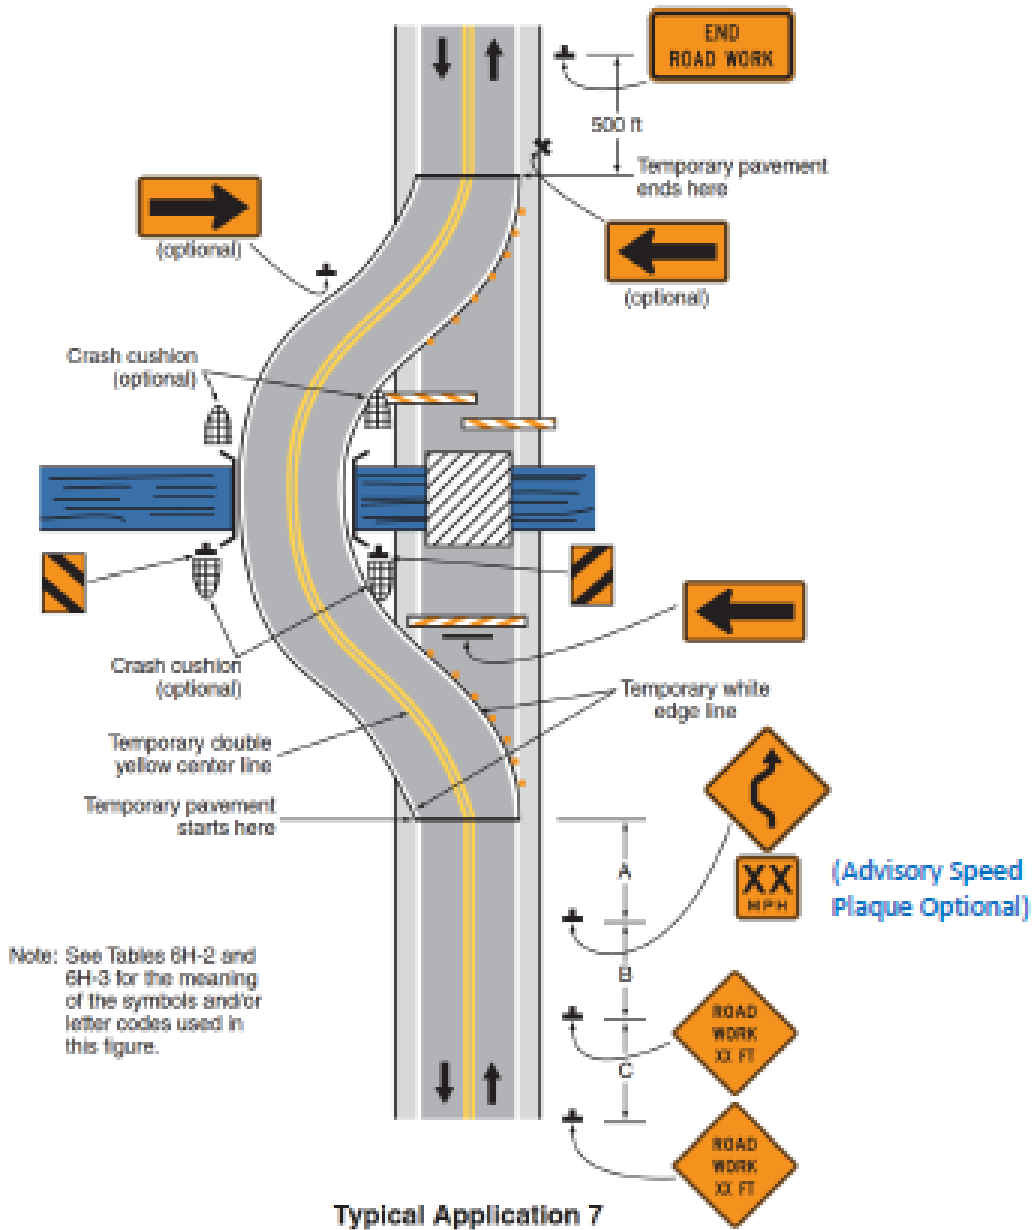 END
ROAD WORK
500 ft
Temporary pavement
ends here
(optional)
(optional)
Crash cushion
(optional)
Crash cushion
(optional)
Temporary white
edge line
Temporary double
yellow center line
Temporary pavement
starts here
A
XX
MPH
(Advisory Speed
Plaque Optional)
B
Note: See Tables 6H-2 and
6H-3 for the meaning
of the symbols and/or
letter codes used in
this figure.
ROAD
WORK
XX FT
C
ROAD
WORK
XX FT
Typical Application 7